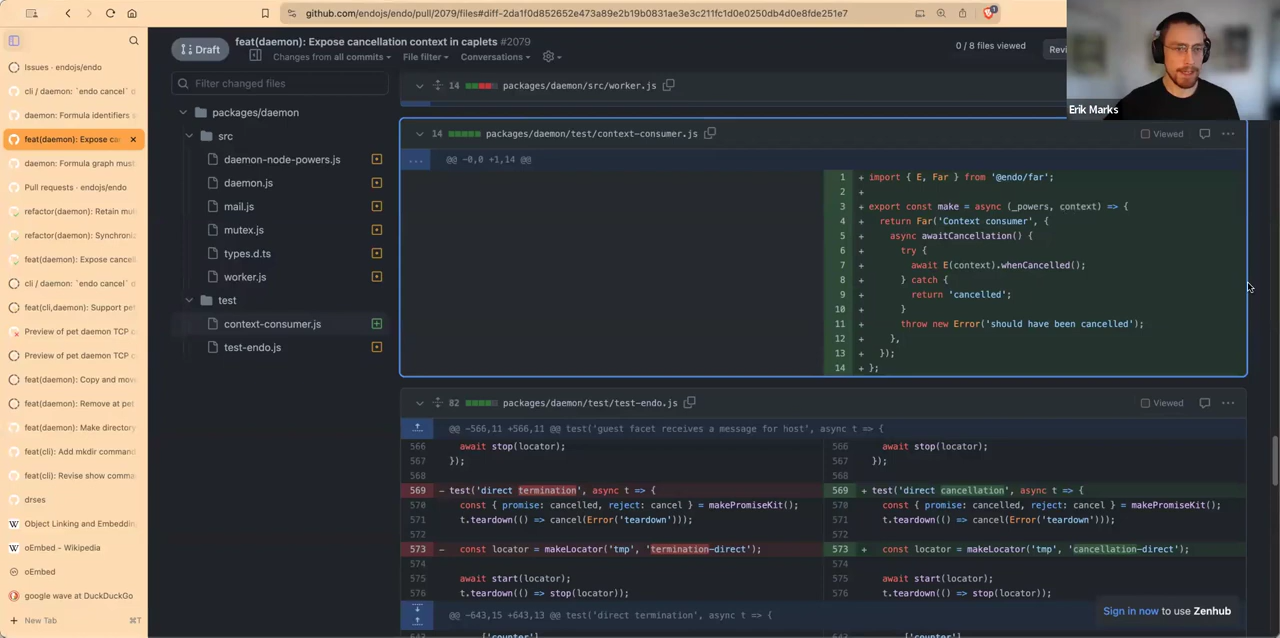 github.com/endojs/endo/pull/2079/files#diff-2da1f0d852652e473a89e2b19b0831ae3e3c211fc1d0e0250db4d0e8fde251e7
Issues · endojs/endo
cli / daemon: `endo cancel` d
daemon: Formula identifiers s
feat(daemon): Expose ca
daemon: Formula graph must
Pull requests · endojs/endo
refactor(daemon): Retain mu
refactor(daemon): Synchroni
feat(daemon): Expose cancell
cli / daemon: `endo cancel` d
feat(cli,daemon): Support pet
Preview of pet daemon TCP c
Preview of pet daemon TCP c
feat(daemon): Copy and mov
feat(daemon): Remove at pet
feat(daemon): Make directory
feat(cli): Add mkdir command
feat(cli): Revise show comma
drses
Object Linking and Embeddin
oEmbed - Wikipedia
oEmbed
google wave at DuckDuckGo
New Tab ⌘T
Draft
feat(daemon): Expose cancellation context in caplets #2079
Changes from all commits
File filter
Conversations
0 / 8 files viewed
Revi
Filter changed files
packages/daemon
src
daemon-node-powers.js
daemon.js
mail.js
mutex.js
types.d.ts
worker.js
test
context-consumer.js
test-endo.js
14 packages/daemon/src/worker.js
14 packages/daemon/test/context-consumer.js
Viewed
@@ -0,0 +1,14 @@
1 + import { E, Far } from '@endo/far';
2 +
3 + export const make = async (_powers, context) => {
4 + return Far('Context consumer', {
5 + async awaitCancellation() {
6 + try {
7 + await E(context).whenCancelled();
8 + } catch {
9 + return 'cancelled';
10 + }
11 + throw new Error('should have been cancelled');
12 + },
13 + });
14 + };
82 packages/daemon/test/test-endo.js
Viewed
@@ -566,11 +566,11 @@ test('guest facet receives a message for host', async t => {
566 await stop(locator);
567 });
568
569 - test('direct termination', async t => {
570 const { promise: cancelled, reject: cancel } = makePromiseKit();
571 t.teardown(() => cancel(Error('teardown')));
572
573 - const locator = makeLocator('tmp', 'termination-direct');
574
575 await start(locator);
576 t.teardown(() => stop(locator));
566 await stop(locator);
567 });
568
569 + test('direct cancellation', async t => {
570 const { promise: cancelled, reject: cancel } = makePromiseKit();
571 t.teardown(() => cancel(Error('teardown')));
572
573 + const locator = makeLocator('tmp', 'cancellation-direct');
574
575 await start(locator);
576 t.teardown(() => stop(locator));
@@ -643,15 +643,13 @@ test('direct termination', async t => {
Sign in now to use Zenhub
Erik Marks